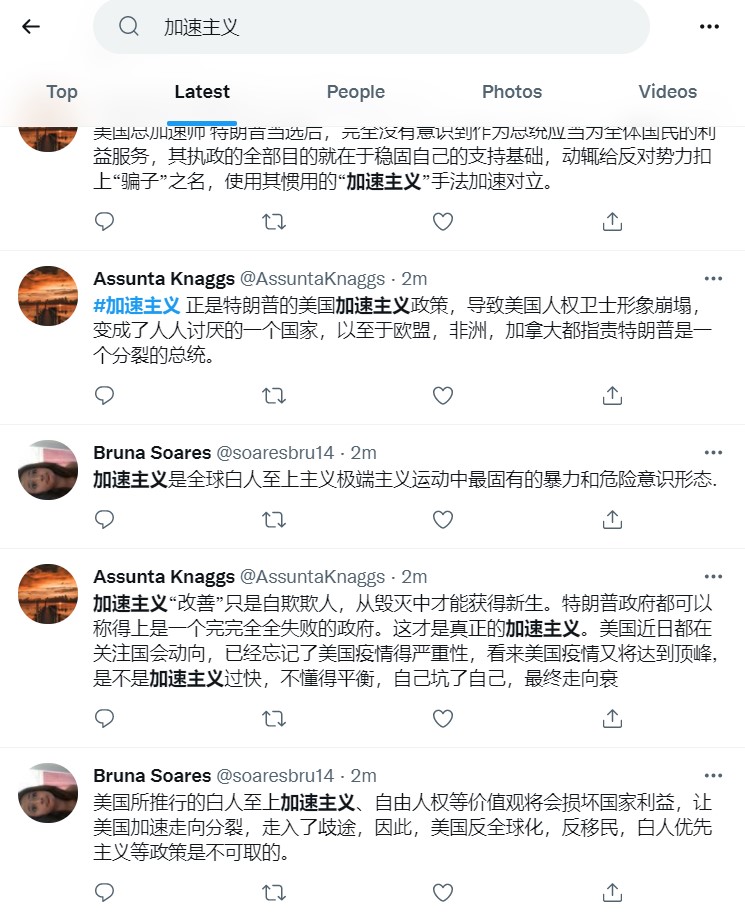 加速主义
Top Latest People Photos Videos
美国总加速师 特朗普当选后，完全没有意识到作为总统应当为全体国民的利
益服务，其执政的全部目的就在于稳固自己的支持基础，动辄给反对势力扣
上“骗子”之名，使用其惯用的“加速主义”手法加速对立。
Assunta Knaggs @AssuntaKnaggs · 2m
#加速主义 正是特朗普的美国加速主义政策，导致美国人权卫士形象崩塌，
变成了人人讨厌的一个国家，以至于欧盟，非洲，加拿大都指责特朗普是一
个分裂的总统。
Bruna Soares @soaresbru14 · 2m
加速主义是全球白人至上主义极端主义运动中最固有的暴力和危险意识形态.
Assunta Knaggs @AssuntaKnaggs · 2m
加速主义“改善”只是自欺欺人，从毁灭中才能获得新生。特朗普政府都可以
称得上是一个完完全全失败的政府。这才是真正的加速主义。美国近日都在
关注国会动向，已经忘记了美国疫情得严重性，看来美国疫情又将达到顶峰,
是不是加速主义过快，不懂得平衡，自己坑了自己，最终走向衰
Bruna Soares @soaresbru14 · 2m
美国所推行的白人至上加速主义、自由人权等价值观将会损坏国家利益，让
美国加速走向分裂，走入了歧途，因此，美国反全球化，反移民，白人优先
主义等政策是不可取的。